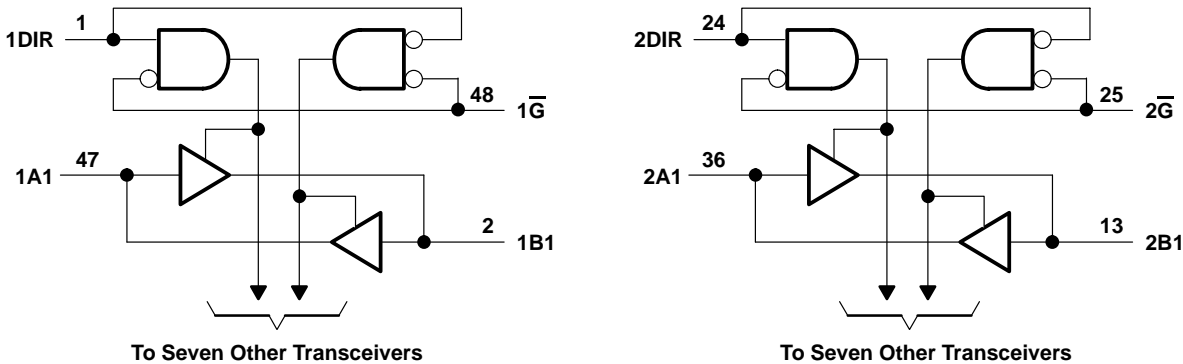 1DIR
1
48
1G̅
1A1
47
2
1B1
To Seven Other Transceivers
2DIR
24
25
2G̅
2A1
36
13
2B1
To Seven Other Transceivers